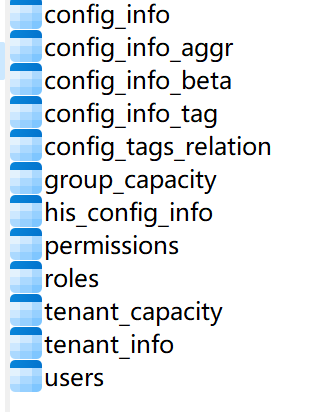 config_info
config_info_aggr
config_info_beta
config_info_tag
config_tags_relation
group_capacity
his_config_info
permissions
roles
tenant_capacity
tenant_info
users